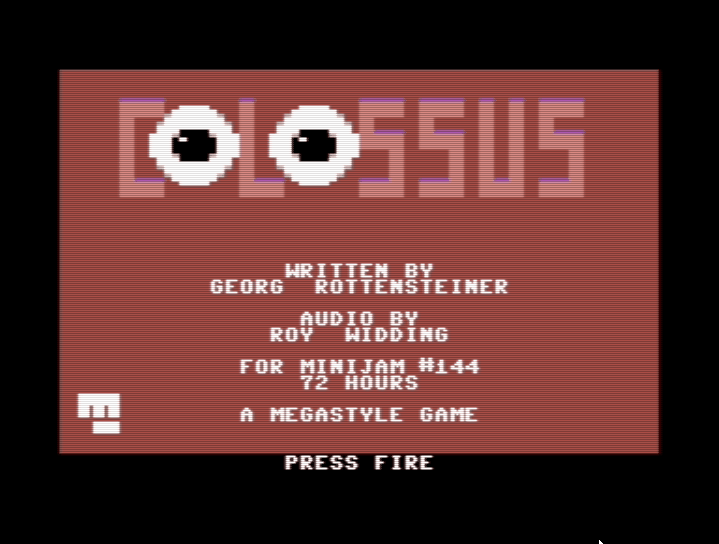 COLOSSUS
WRITTEN BY
GEORG ROTTENSTEINER
AUDIO BY
ROY WIDDING
FOR MINIJAM #144
72 HOURS
A MEGASTYLE GAME
PRESS FIRE